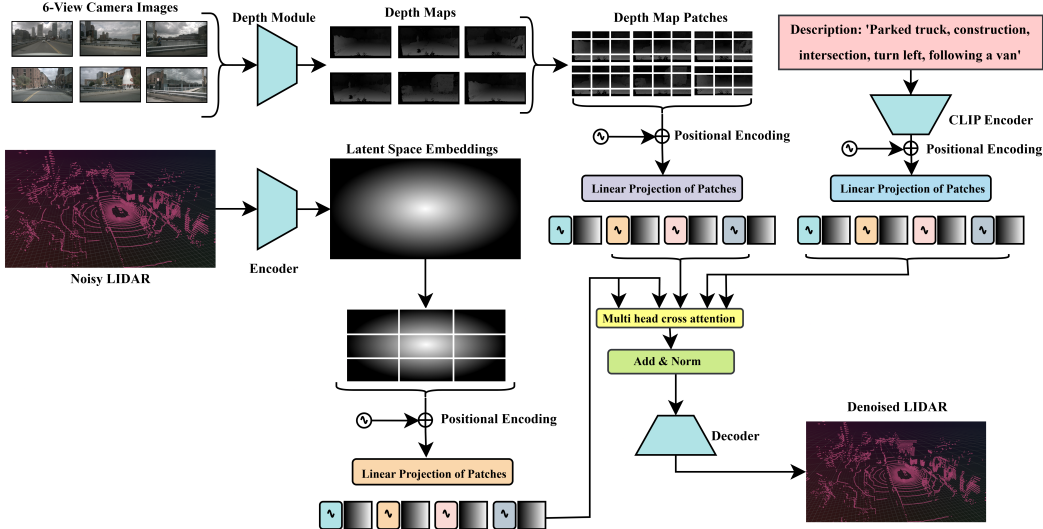 6-View Camera Images
Depth Module
Depth Maps
Depth Map Patches
Description: 'Parked truck, construction,
intersection, turn left, following a van'
CLIP Encoder
Positional Encoding
Positional Encoding
Linear Projection of Patches
Linear Projection of Patches
Noisy LIDAR
Encoder
Latent Space Embeddings
Multi head cross attention
Add & Norm
Positional Encoding
Linear Projection of Patches
Decoder
Denoised LIDAR